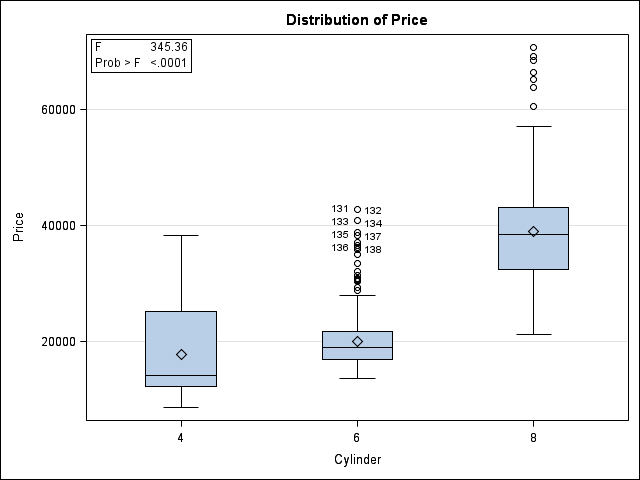 Distribution of Price
F 345.36
Prob > F <.0001
60000
40000
20000
Price
131 132
133 134
135 137
136 138
4 6 8
Cylinder